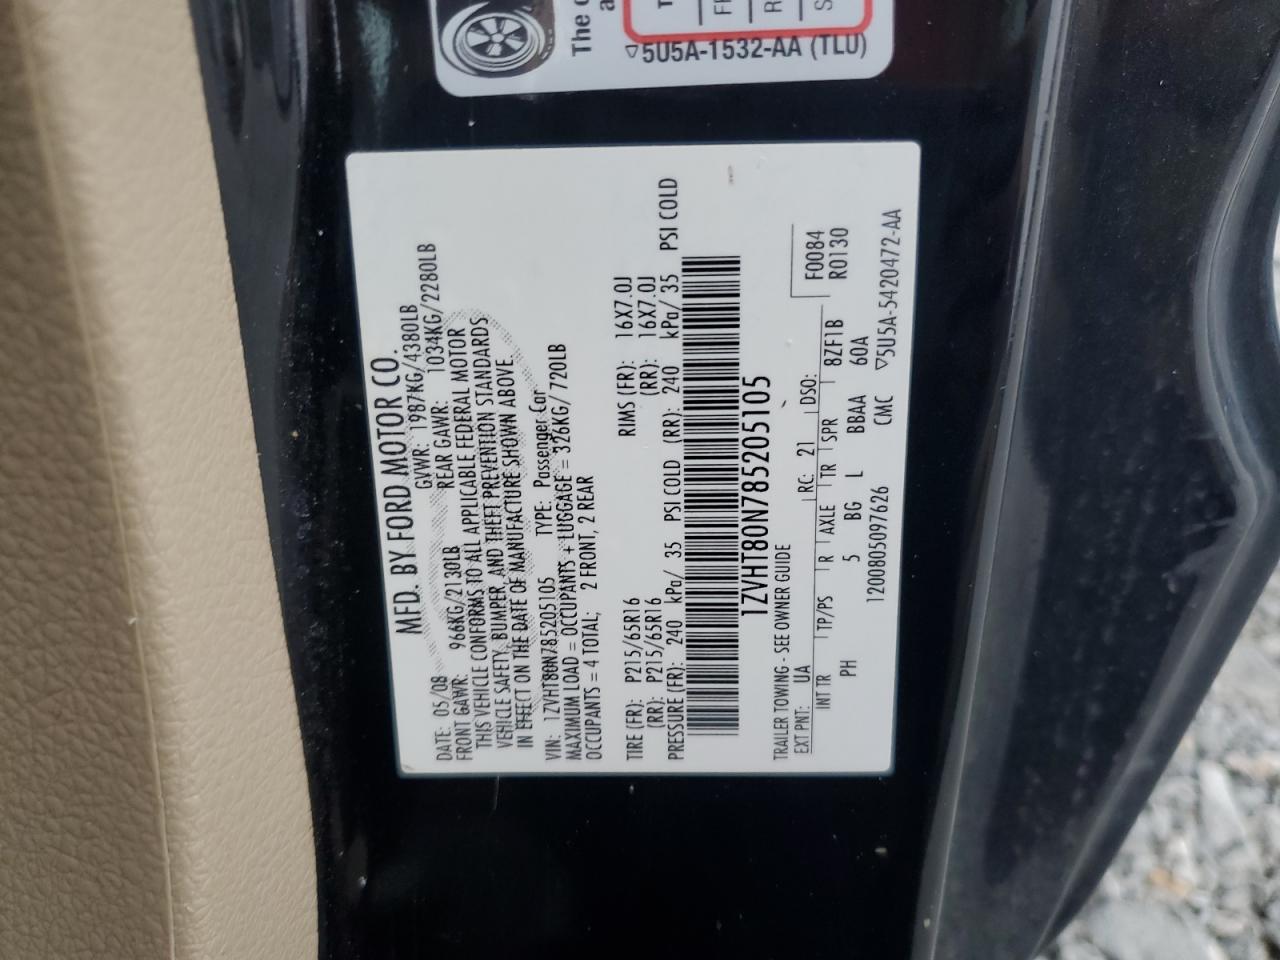 The
a
▽5U5A-1532-AA (TLU)
MFD. BY FORD MOTOR CO.
DATE: 05/08 GVWR: 1987KG/4380LB
FRONT GAWR: 966KG/2130LB REAR GAWR: 1034KG/2280LB
THIS VEHICLE CONFORMS TO ALL APPLICABLE FEDERAL MOTOR
VEHICLE SAFETY, BUMPER, AND THEFT PREVENTION STANDARDS
IN EFFECT ON THE DATE OF MANUFACTURE SHOWN ABOVE.
VIN: 1ZVHT80N785205105 TYPE: Passenger Car
MAXIMUM LOAD = OCCUPANTS + LUGGAGE = 326KG/ 720LB
OCCUPANTS = 4 TOTAL; 2 FRONT, 2 REAR
TIRE (FR): P215/65R16 RIMS (FR): 16X7.0J
(RR): P215/65R16 (RR): 16X7.0J
PRESSURE (FR): 240 kPa/ 35 PSI COLD (RR): 240 kPa/ 35 PSI COLD
1ZVHT80N785205105
TRAILER TOWING - SEE OWNER GUIDE
EXT PNT: UA RC: 21 DSO: F0084
INT TR TP/PS R AXLE TR SPR 8ZF1B R0130
PH 5 BG L BBAA 60A
120080S097626 CMC ▽5U5A-5420472-AA